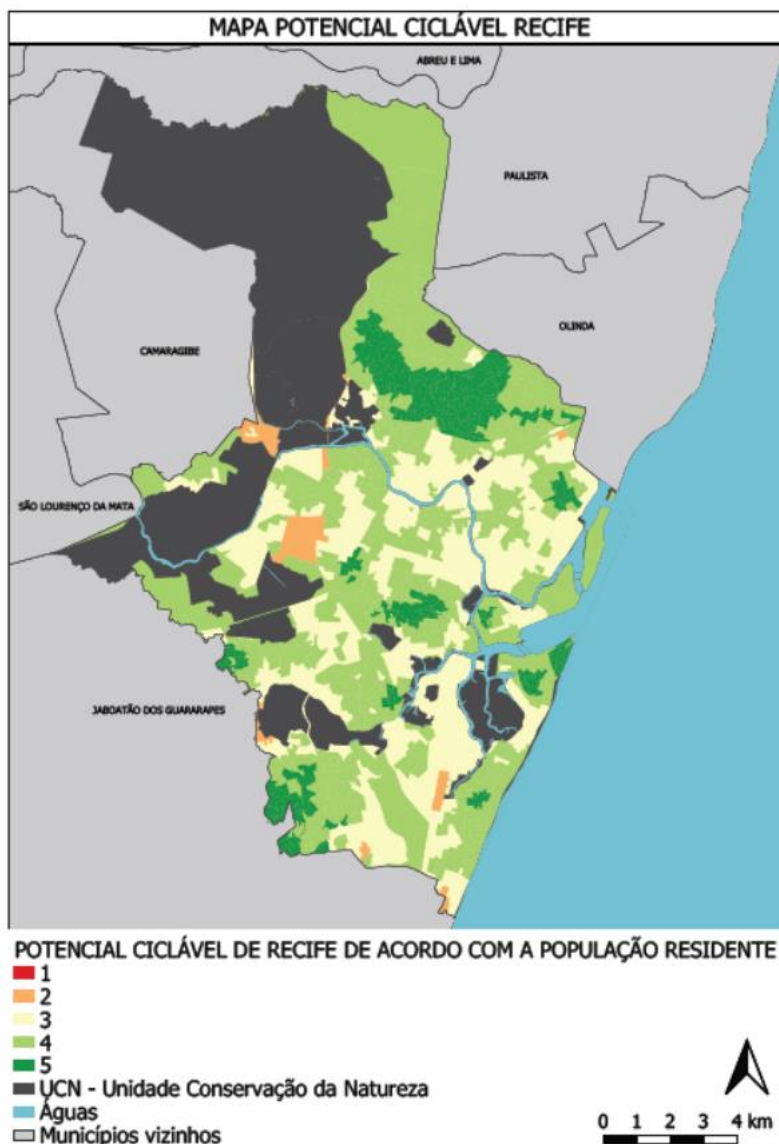 MAPA POTENCIAL CICLÁVEL RECIFE
ABREU E LIMA
PAULISTA
OLINDA
CAMARAGIBE
SÃO LOURENÇO DA MATA
JABOATÃO DOS GUARARAPES
POTENCIAL CICLÁVEL DE RECIFE DE ACORDO COM A POPULAÇÃO RESIDENTE
1
2
3
4
5
UCN - Unidade Conservação da Natureza
Águas
Municípios vizinhos
0 1 2 3 4 km